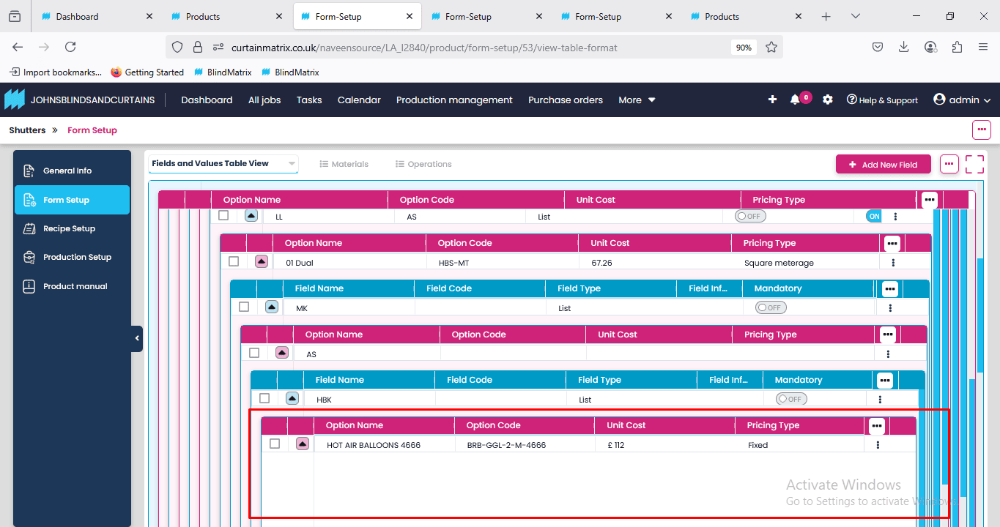 Dashboard Products Form-Setup Form-Setup Form-Setup Products
curtainmatrix.co.uk/naveensource/LA_I2840/product/form-setup/53/view-table-format 90%
Import bookmarks... Getting Started BlindMatrix BlindMatrix
JOHNSBLINDSANDCURTAINS Dashboard All jobs Tasks Calendar Production management Purchase orders More 0 Help & Support admin
Shutters » Form Setup
Fields and Values Table View Materials Operations Add New Field
General Info
Form Setup
Recipe Setup
Production Setup
Product manual
Option Name Option Code Unit Cost Pricing Type
LL AS List OFF ON
Option Name Option Code Unit Cost Pricing Type
01 Dual HBS-MT 67.26 Square meterage
Field Name Field Code Field Type Field Inf... Mandatory
MK List OFF
Option Name Option Code Unit Cost Pricing Type
AS
Field Name Field Code Field Type Field Inf... Mandatory
HBK List OFF
Option Name Option Code Unit Cost Pricing Type
HOT AIR BALLOONS 4666 BRB-GGL-2-M-4666 £ 112 Fixed
Activate Windows
Go to Settings to activate Windows.